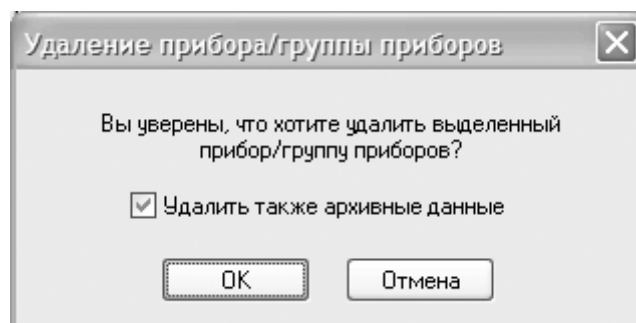 Удаление прибора/группы приборов
Вы уверены, что хотите удалить выделенный
прибор/группу приборов?
Удалить также архивные данные
OK
Отмена